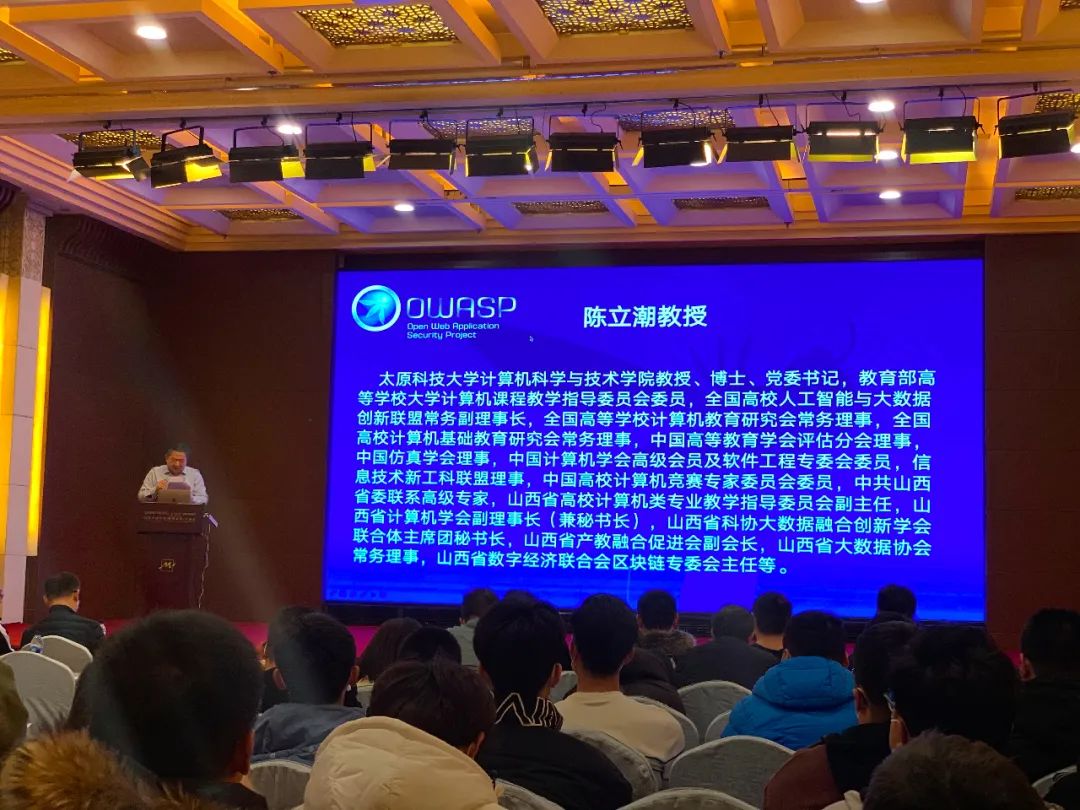 OWASP
Open Web Application
Security Project
陈立潮教授
太原科技大学计算机科学与技术学院教授、博士、党委书记，教育部高
等学校大学计算机课程教学指导委员会委员，全国高校人工智能与大数据
创新联盟常务副理事长，全国高等学校计算机教育研究会常务理事，全国
高校计算机基础教育研究会常务理事，中国高等教育学会评估分会理事，
中国仿真学会理事，中国计算机学会高级会员及软件工程专委会委员，信
息技术新工科联盟理事，中国高校计算机竞赛专家委员会委员，中共山西
省委联系高级专家，山西省高校计算机类专业教学指导委员会副主任，山
西省计算机学会副理事长（兼秘书长），山西省科协大数据融合创新学会
联合体主席团秘书长，山西省产教融合促进会副会长，山西省大数据协会
常务理事，山西省数字经济联合会区块链专委会主任等。